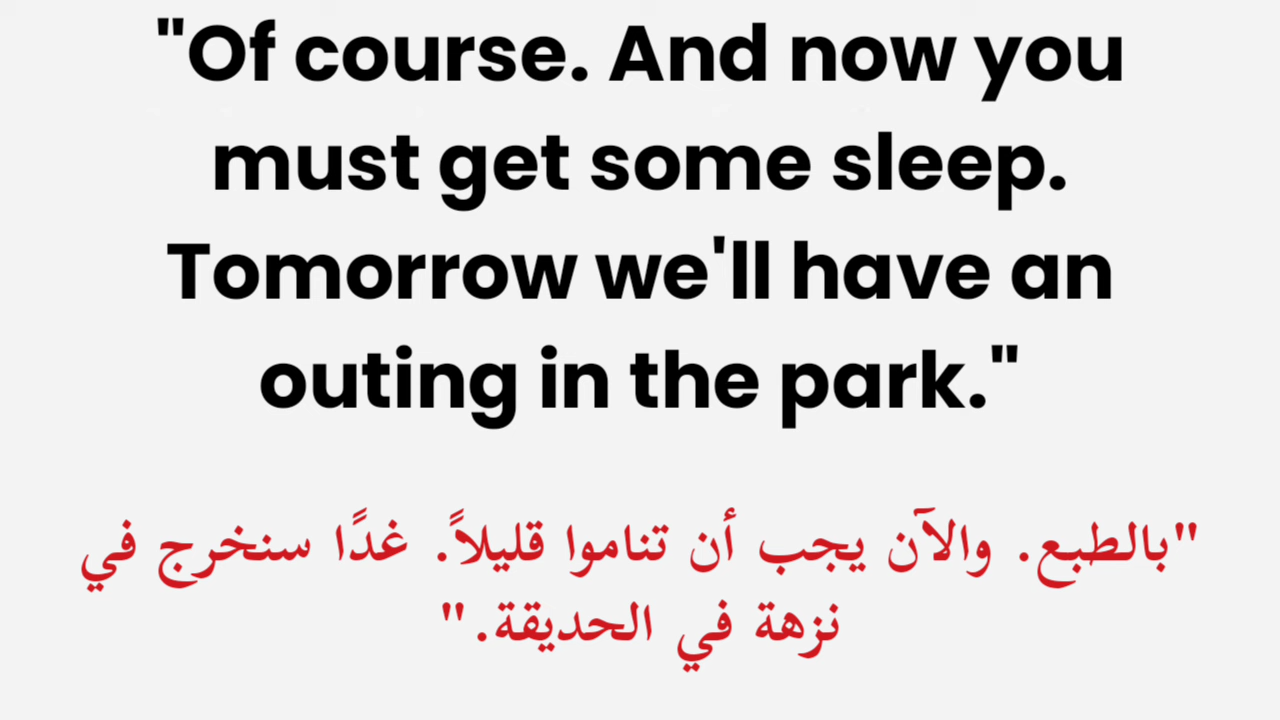 "Of course. And now you
must get some sleep.
Tomorrow we'll have an
outing in the park."
"بالطبع. والآن يجب أن تناموا قليلاً. غدًا سنخرج في
نزهة في الحديقة."